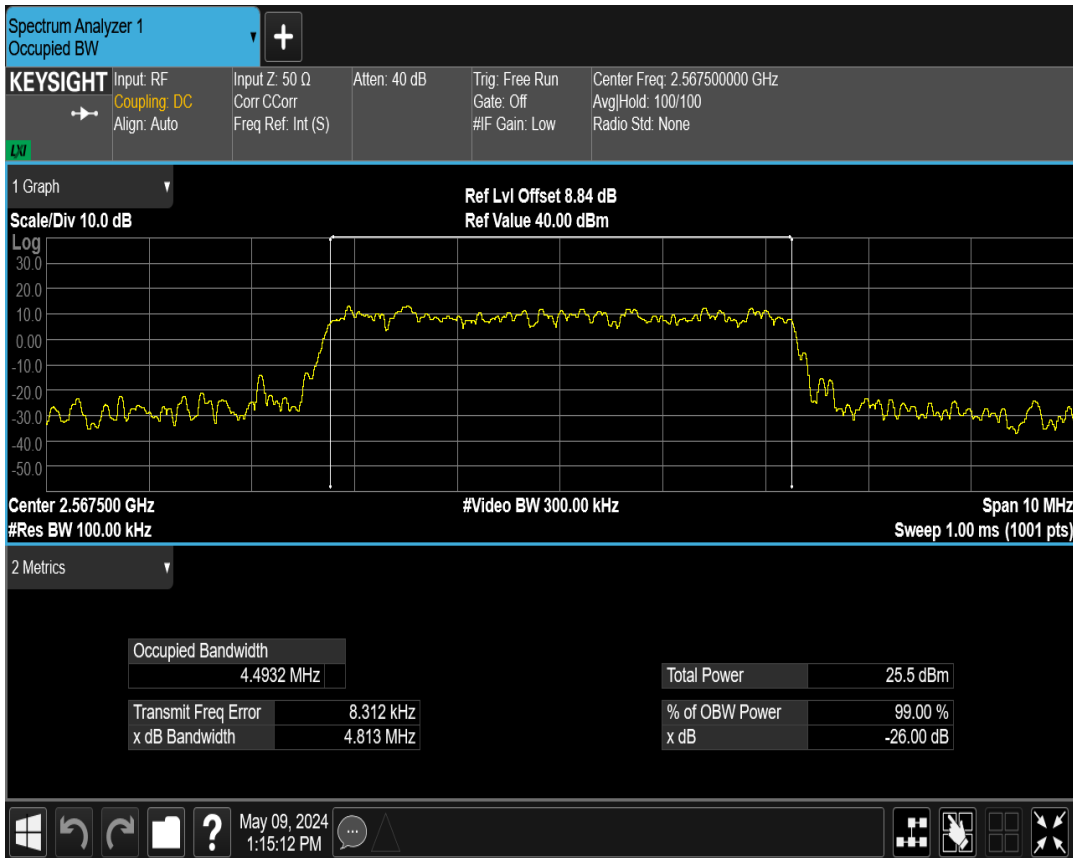 Spectrum Analyzer 1
Occupied BW
KEYSIGHT
LXI
Input: RF
Coupling: DC
Align: Auto
Input Z: 50 Ω
Corr CCorr
Freq Ref: Int (S)
Atten: 40 dB
Trig: Free Run
Gate: Off
#IF Gain: Low
Center Freq: 2.567500000 GHz
Avg|Hold: 100/100
Radio Std: None
1 Graph
Scale/Div 10.0 dB
Ref Lvl Offset 8.84 dB
Ref Value 40.00 dBm
Log
30.0
20.0
10.0
0.00
-10.0
-20.0
-30.0
-40.0
-50.0
Center 2.567500 GHz
#Res BW 100.00 kHz
#Video BW 300.00 kHz
Span 10 MHz
Sweep 1.00 ms (1001 pts)
2 Metrics
Occupied Bandwidth
4.4932 MHz
Transmit Freq Error 8.312 kHz
x dB Bandwidth 4.813 MHz
Total Power 25.5 dBm
% of OBW Power 99.00 %
x dB -26.00 dB
May 09, 2024
1:15:12 PM